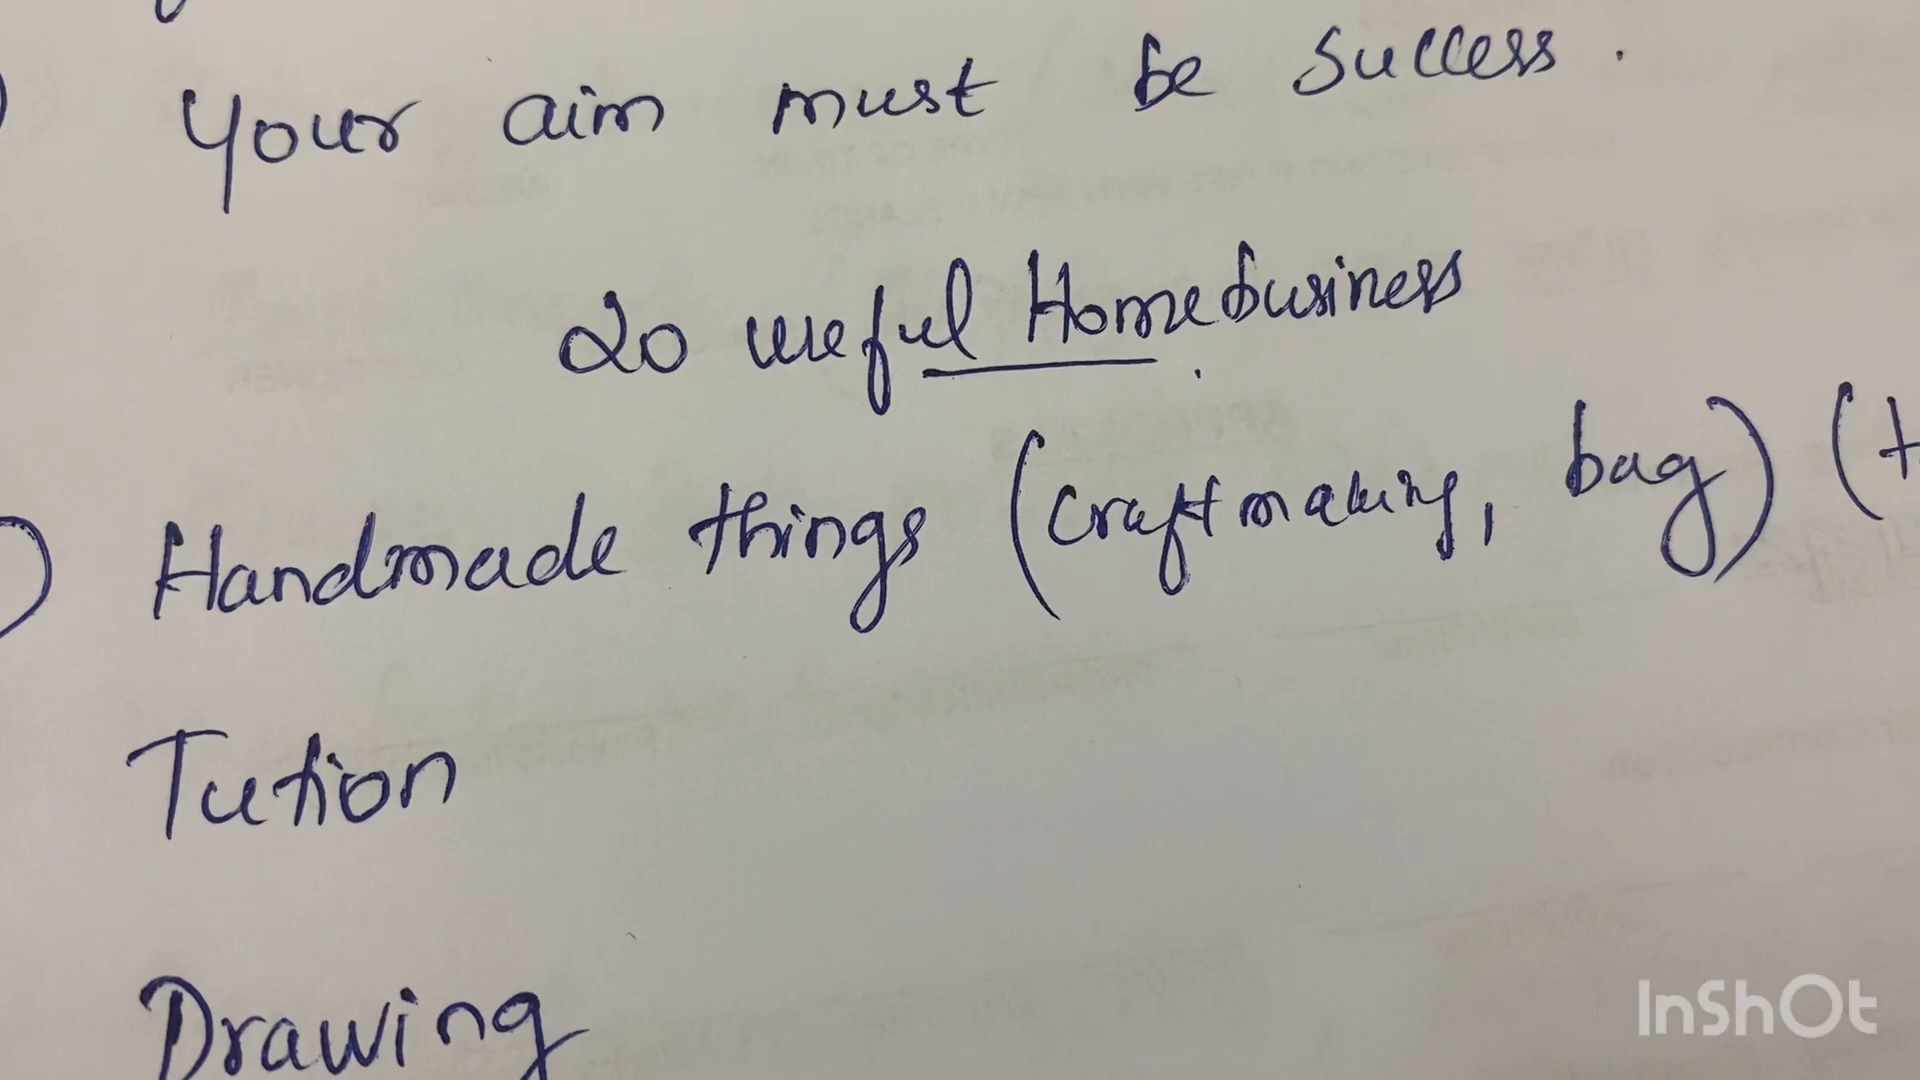 Your aim must be success.
20 useful Homebusiness
Handmade things (craftmaking, bag) (t
Tution
Drawing
InShOt